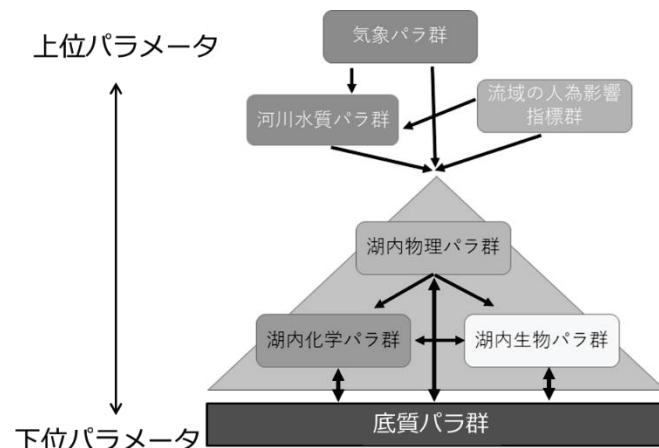 上位パラメータ
気象パラ群
河川水質パラ群
流域の人為影響
指標群
湖内物理パラ群
湖内化学パラ群
湖内生物パラ群
底質パラ群
下位パラメータ